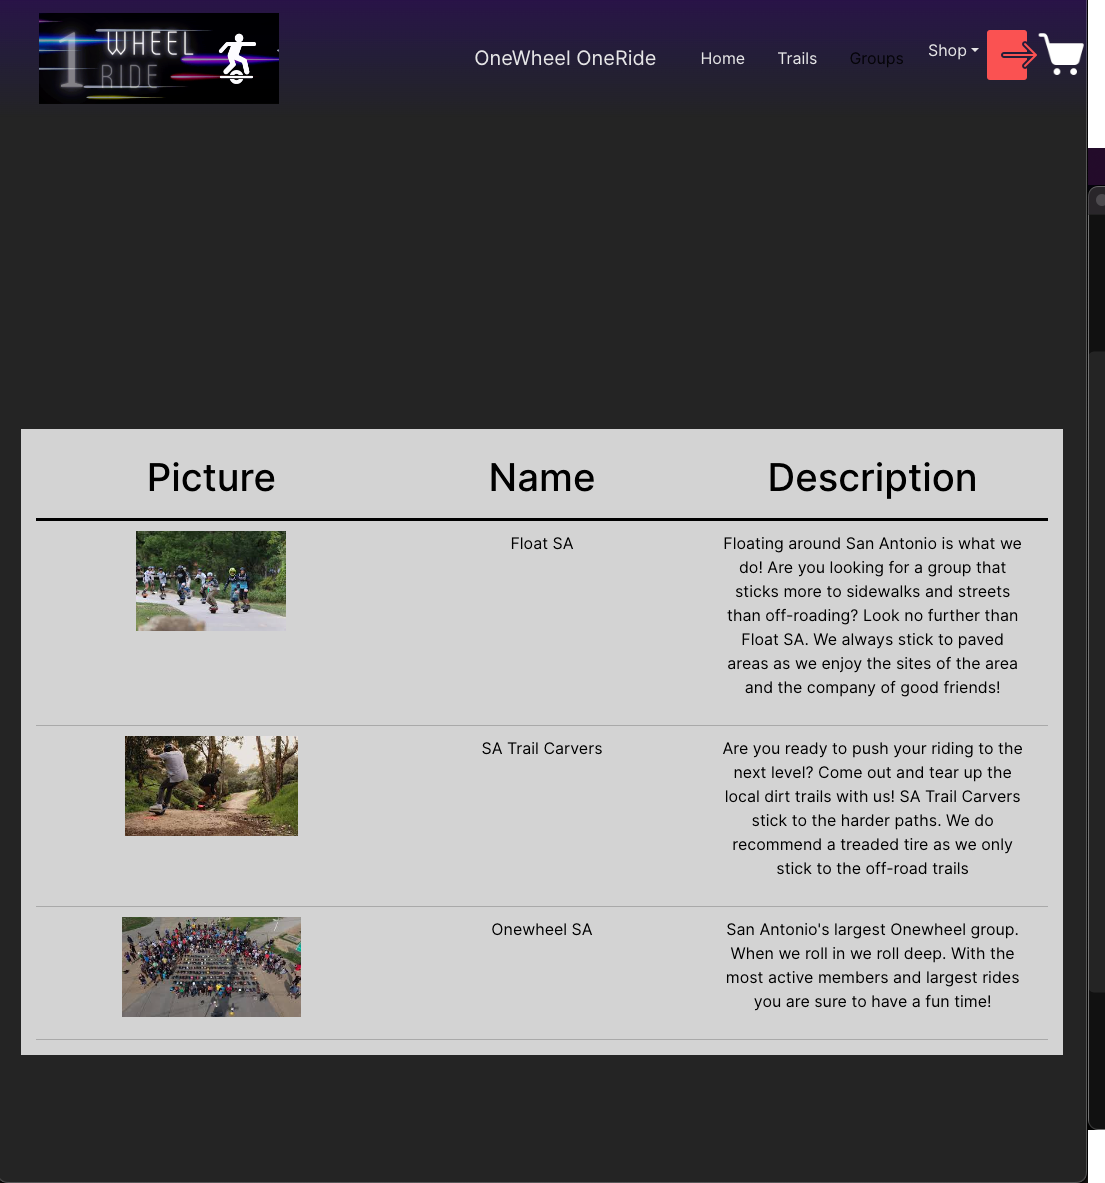 1 WHEEL
RIDE
OneWheel OneRide
Home
Trails
Groups
Shop
Picture
Name
Description
Float SA
Floating around San Antonio is what we
do! Are you looking for a group that
sticks more to sidewalks and streets
than off-roading? Look no further than
Float SA. We always stick to paved
areas as we enjoy the sites of the area
and the company of good friends!
SA Trail Carvers
Are you ready to push your riding to the
next level? Come out and tear up the
local dirt trails with us! SA Trail Carvers
stick to the harder paths. We do
recommend a treaded tire as we only
stick to the off-road trails
Onewheel SA
San Antonio's largest Onewheel group.
When we roll in we roll deep. With the
most active members and largest rides
you are sure to have a fun time!